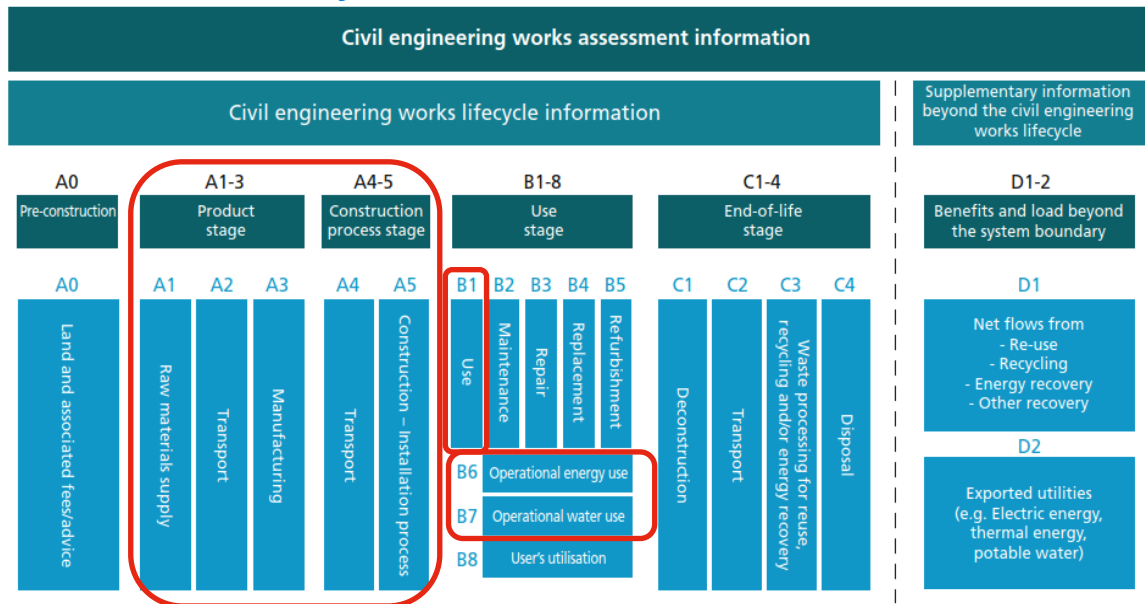 Civil engineering works assessment information
Civil engineering works lifecycle information
Supplementary information
beyond the civil engineering
works lifecycle
A0
A1-3
A4-5
B1-8
C1-4
D1-2
Pre-construction
Product
stage
Construction
process stage
Use
stage
End-of-life
stage
Benefits and load beyond
the system boundary
A0
A1
A2
A3
A4
A5
B1
B2
B3
B4
B5
C1
C2
C3
C4
D1
Land and associated fees/advice
Raw materials supply
Transport
Manufacturing
Transport
Construction – Installation process
Use
Maintenance
Repair
Replacement
Refurbishment
B6
Operational energy use
B7
Operational water use
B8
User's utilisation
Deconstruction
Transport
Waste processing for reuse,
recycling and/or energy recovery
Disposal
Net flows from
- Re-use
- Recycling
- Energy recovery
- Other recovery
D2
Exported utilities
(e.g. Electric energy,
thermal energy,
potable water)